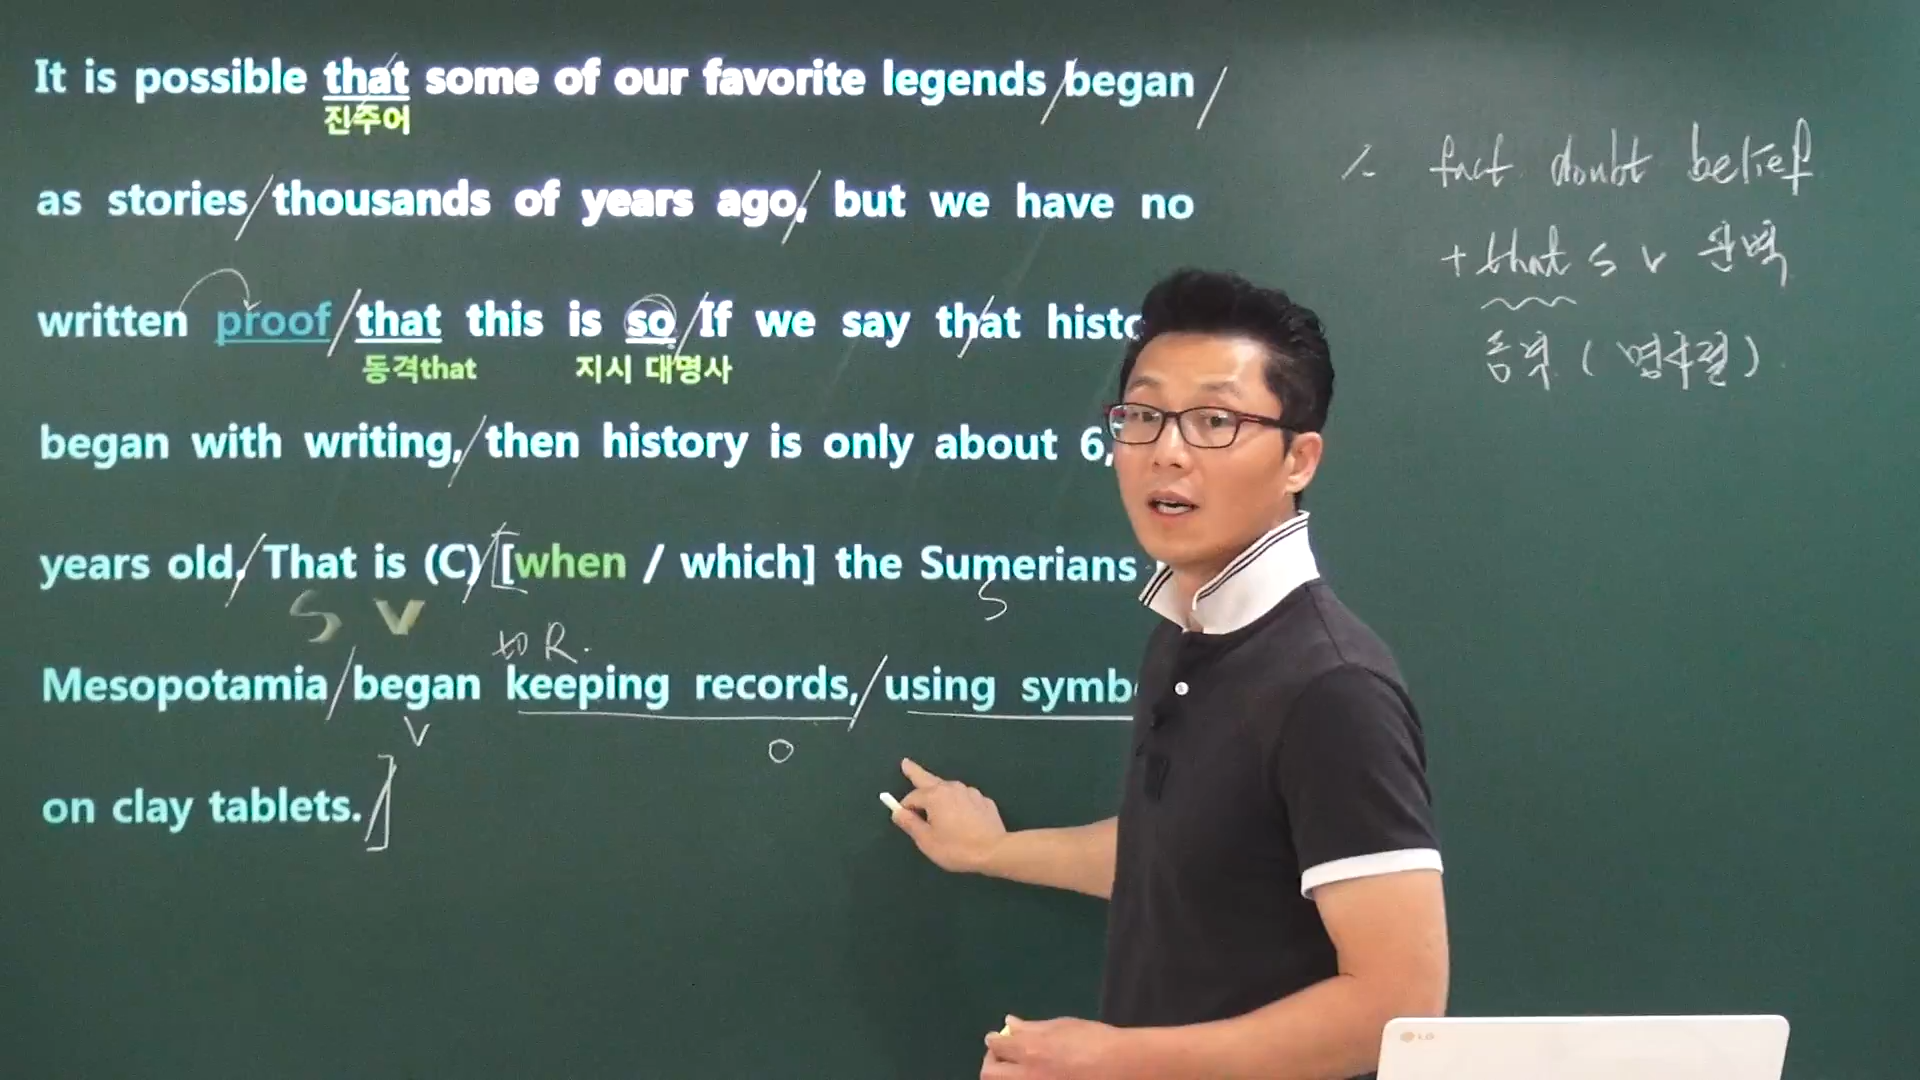 It is possible that some of our favorite legends / began /
진주어
as stories / thousands of years ago, / but we have no
written proof / that this is so / If we say that histo
동격that 지시 대명사
began with writing, / then history is only about 6,
years old, / That is (C) / [when / which] the Sumerians
S V S
to R.
Mesopotamia / began keeping records, / using symb
V O
on clay tablets. / ]
fact doubt belief
+ that S V 완벽
동격 (명사절)
LG